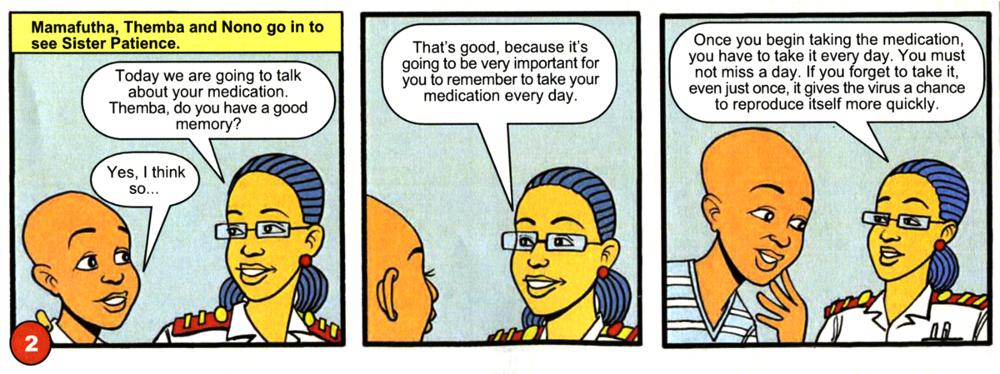 Mamafutha, Themba and Nono go in to
see Sister Patience.
Today we are going to talk
about your medication.
Themba, do you have a good
memory?
Yes, I think
so...
That's good, because it's
going to be very important for
you to remember to take your
medication every day.
Once you begin taking the medication,
you have to take it every day. You must
not miss a day. If you forget to take it,
even just once, it gives the virus a chance
to reproduce itself more quickly.
2